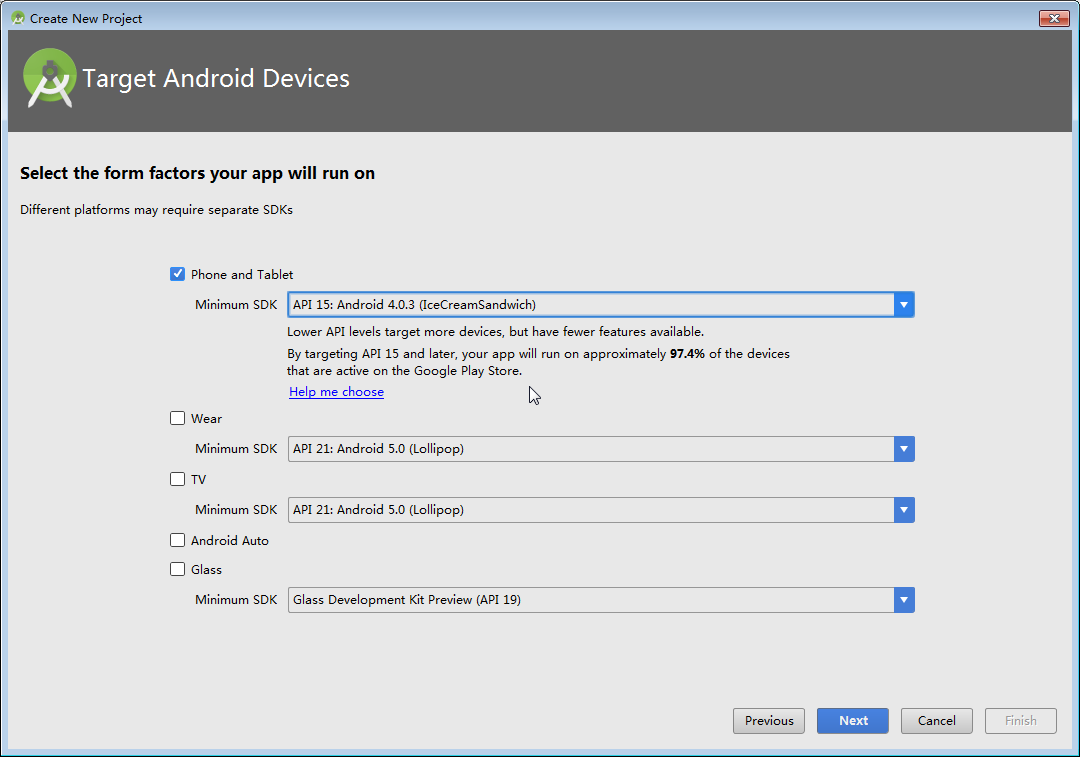 Create New Project
Target Android Devices
Select the form factors your app will run on
Different platforms may require separate SDKs
Phone and Tablet
Minimum SDK API 15: Android 4.0.3 (IceCreamSandwich)
Lower API levels target more devices, but have fewer features available.
By targeting API 15 and later, your app will run on approximately 97.4% of the devices
that are active on the Google Play Store.
Help me choose
Wear
Minimum SDK API 21: Android 5.0 (Lollipop)
TV
Minimum SDK API 21: Android 5.0 (Lollipop)
Android Auto
Glass
Minimum SDK Glass Development Kit Preview (API 19)
Previous Next Cancel Finish